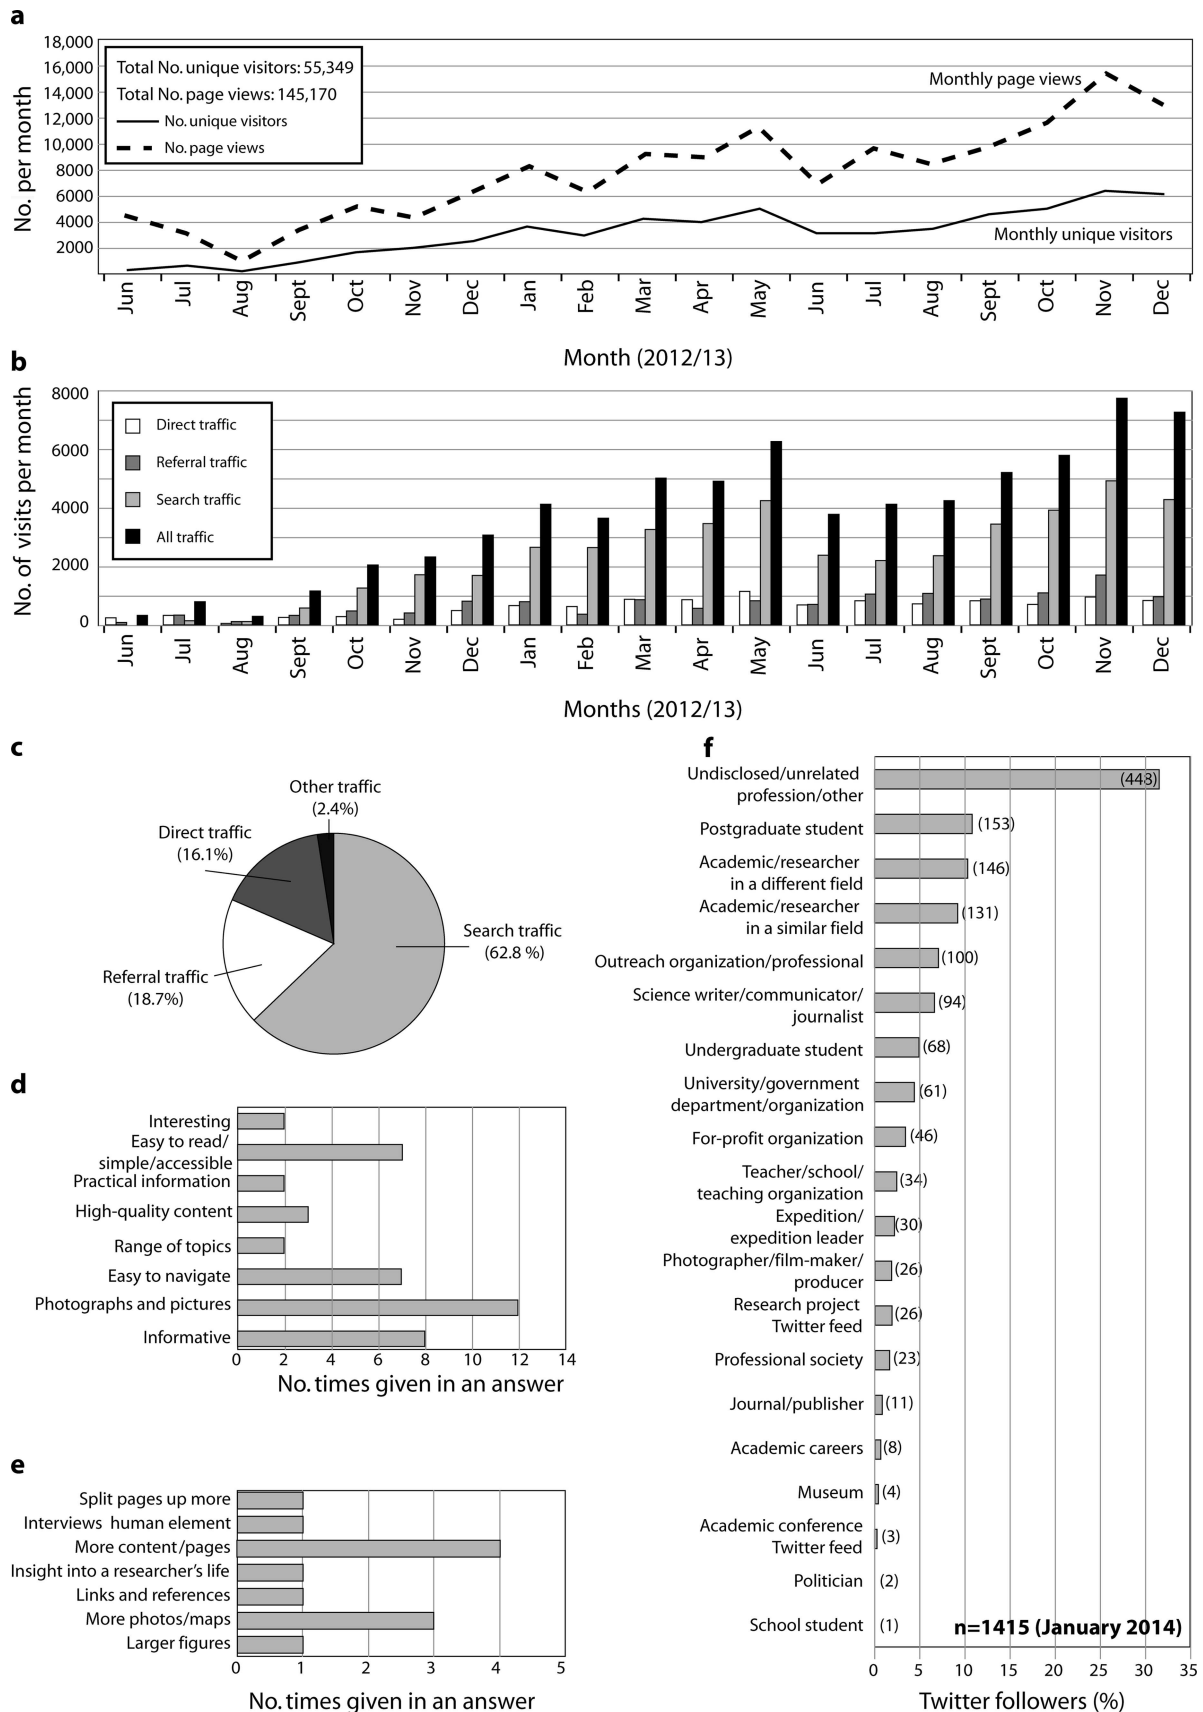 a
18,000
16,000
14,000
12,000
10,000
8000
6000
4000
2000
No. per month
Total No. unique visitors: 55,349
Total No. page views: 145,170
No. unique visitors
No. page views
Monthly page views
Monthly unique visitors
Jun
Jul
Aug
Sept
Oct
Nov
Dec
Jan
Feb
Mar
Apr
May
Jun
Jul
Aug
Sept
Oct
Nov
Dec
Month (2012/13)
b
8000
6000
4000
2000
0
No. of visits per month
Direct traffic
Referral traffic
Search traffic
All traffic
Jun
Jul
Aug
Sept
Oct
Nov
Dec
Jan
Feb
Mar
Apr
May
Jun
Jul
Aug
Sept
Oct
Nov
Dec
Months (2012/13)
c
Other traffic
(2.4%)
Direct traffic
(16.1%)
Search traffic
(62.8 %)
Referral traffic
(18.7%)
d
Interesting
Easy to read/
simple/accessible
Practical information
High-quality content
Range of topics
Easy to navigate
Photographs and pictures
Informative
0 2 4 6 8 10 12 14
No. times given in an answer
e
Split pages up more
Interviews human element
More content/pages
Insight into a researcher's life
Links and references
More photos/maps
Larger figures
0 1 2 3 4 5
No. times given in an answer
f
Undisclosed/unrelated
profession/other
(448)
Postgraduate student
(153)
Academic/researcher
in a different field
(146)
Academic/researcher
in a similar field
(131)
Outreach organization/professional
(100)
Science writer/communicator/
journalist
(94)
Undergraduate student
(68)
University/government
department/organization
(61)
For-profit organization
(46)
Teacher/school/
teaching organization
(34)
Expedition/
expedition leader
(30)
Photographer/film-maker/
producer
(26)
Research project
Twitter feed
(26)
Professional society
(23)
Journal/publisher
(11)
Academic careers
(8)
Museum
(4)
Academic conference
Twitter feed
(3)
Politician
(2)
School student
(1)
n=1415 (January 2014)
0 5 10 15 20 25 30 35
Twitter followers (%)